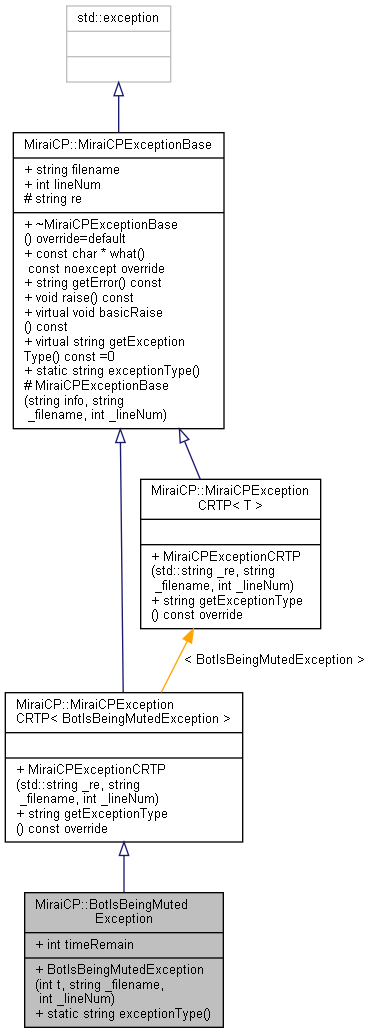 std::exception
MiraiCP::MiraiCPExceptionBase
+ string filename
+ int lineNum
# string re
+ ~MiraiCPExceptionBase
() override=default
+ const char * what()
const noexcept override
+ string getError() const
+ void raise() const
+ virtual void basicRaise
() const
+ virtual string getException
Type() const =0
+ static string exceptionType()
# MiraiCPExceptionBase
(string info, string
_filename, int _lineNum)
MiraiCP::MiraiCPException
CRTP< T >
+ MiraiCPExceptionCRTP
(std::string _re, string
_filename, int _lineNum)
+ string getExceptionType
() const override
< BotIsBeingMutedException >
MiraiCP::MiraiCPException
CRTP< BotIsBeingMutedException >
+ MiraiCPExceptionCRTP
(std::string _re, string
_filename, int _lineNum)
+ string getExceptionType
() const override
MiraiCP::BotIsBeingMuted
Exception
+ int timeRemain
+ BotIsBeingMutedException
(int t, string _filename,
int _lineNum)
+ static string exceptionType()